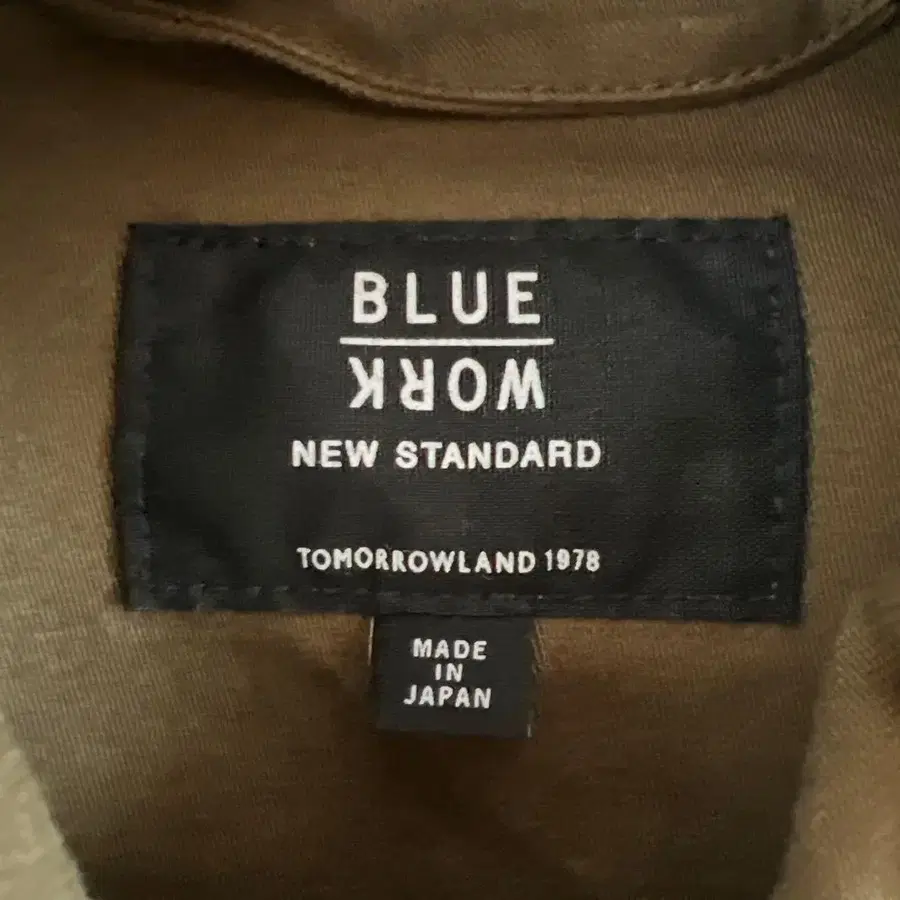 BLUE
WORK
NEW STANDARD
TOMORROWLAND 1978
MADE
IN
JAPAN